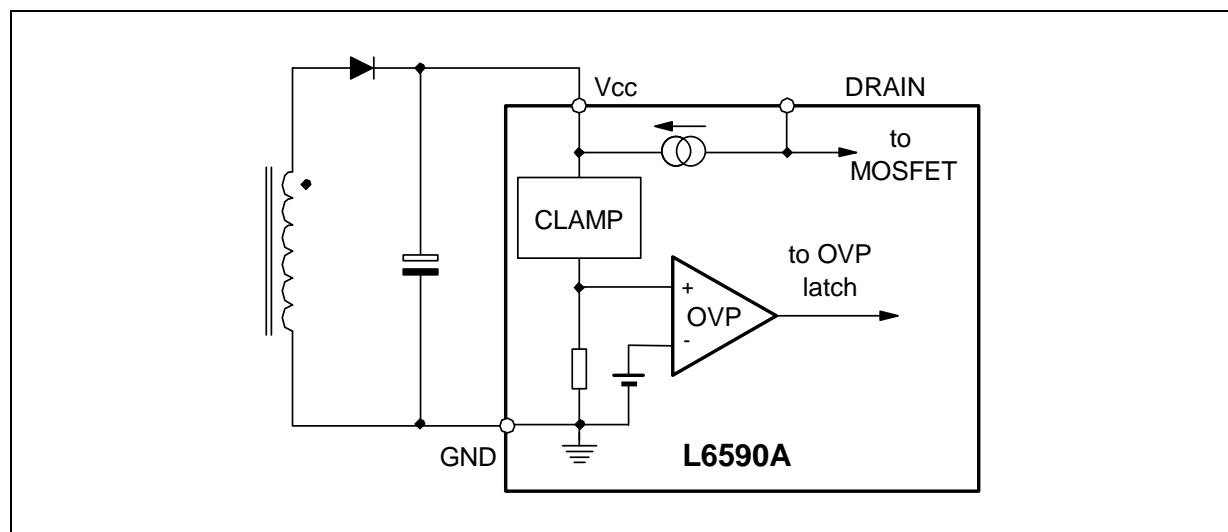 Vcc
DRAIN
to
MOSFET
CLAMP
to OVP
latch
+
OVP
-
GND
L6590A